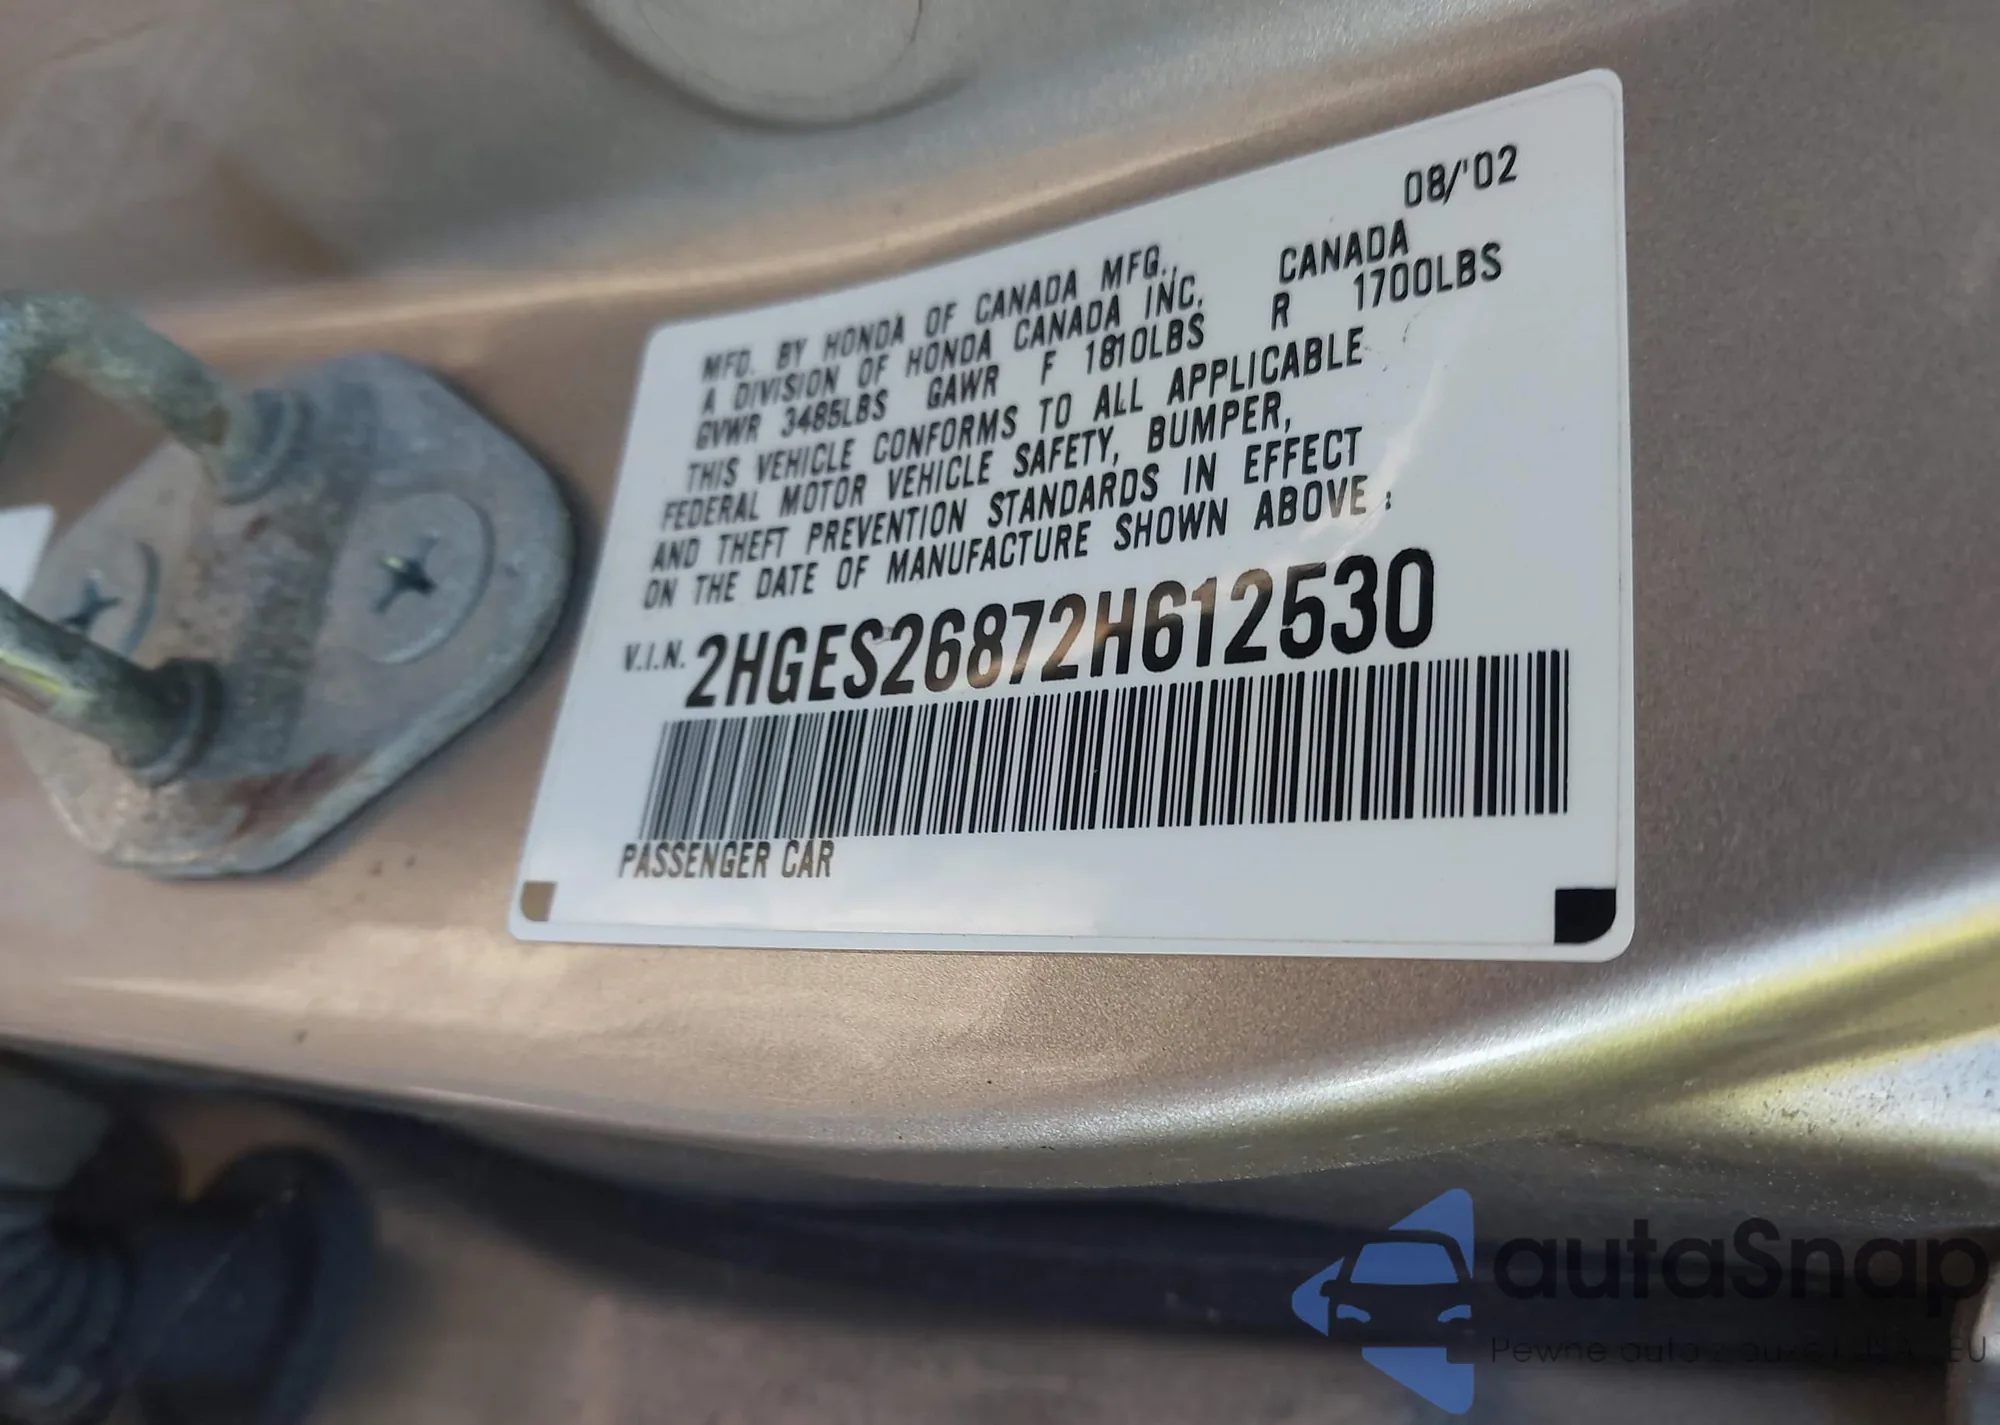 08/'02
MFD. BY HONDA OF CANADA MFG., CANADA
A DIVISION OF HONDA CANADA INC.
GVWR 3485LBS GAWR F 1810LBS R 1700LBS
THIS VEHICLE CONFORMS TO ALL APPLICABLE
FEDERAL MOTOR VEHICLE SAFETY, BUMPER,
AND THEFT PREVENTION STANDARDS IN EFFECT
ON THE DATE OF MANUFACTURE SHOWN ABOVE:
V.I.N. 2HGES26872H612530
PASSENGER CAR
autaSnap
Pewne auto